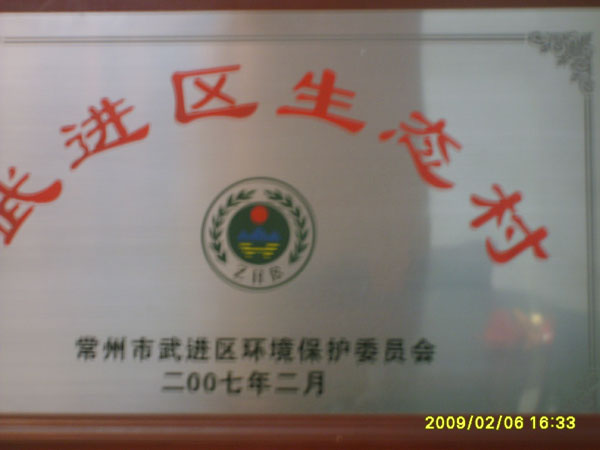 武进区生态村
常州市武进区环境保护委员会
二00七年二月
2009/02/06 16:33